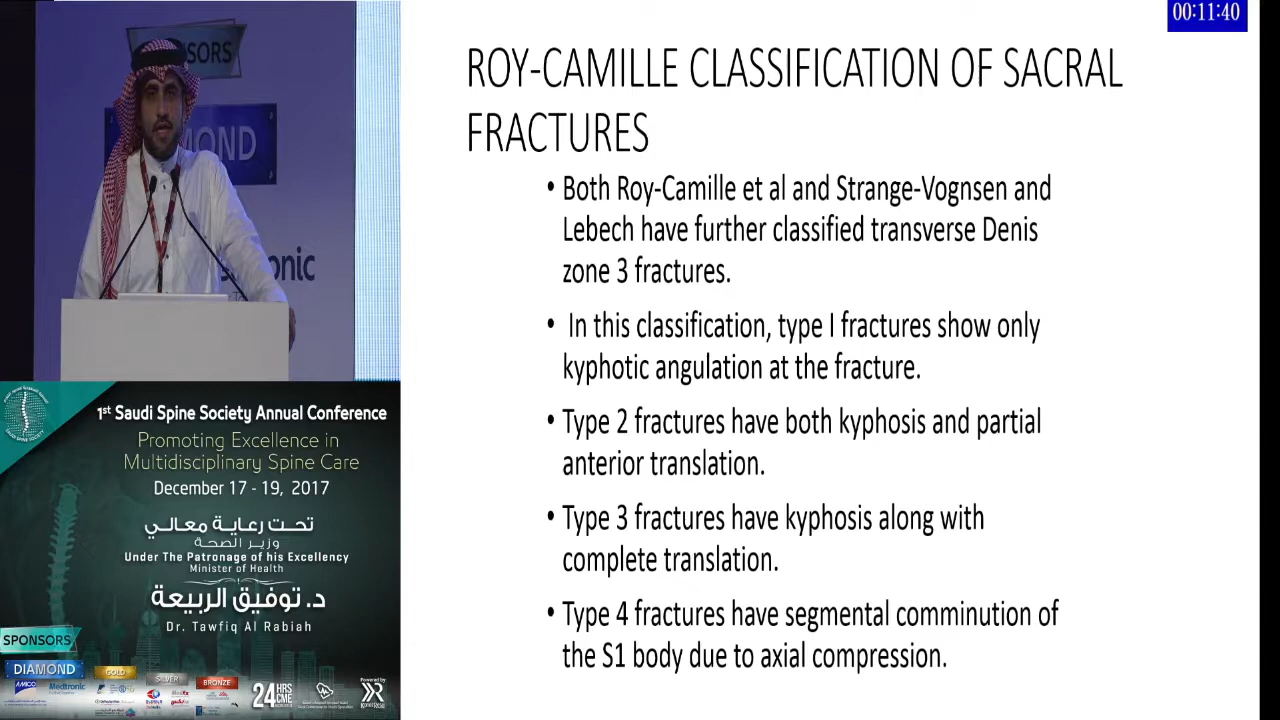 00:11:40
SORS
MOND
onic
ROY-CAMILLE CLASSIFICATION OF SACRAL
FRACTURES
• Both Roy-Camille et al and Strange-Vognsen and
Lebech have further classified transverse Denis
zone 3 fractures.
• In this classification, type I fractures show only
kyphotic angulation at the fracture.
• Type 2 fractures have both kyphosis and partial
anterior translation.
• Type 3 fractures have kyphosis along with
complete translation.
• Type 4 fractures have segmental comminution of
the S1 body due to axial compression.
1st Saudi Spine Society Annual Conference
Promoting Excellence in
Multidisciplinary Spine Care
December 17 - 19, 2017
تحت رعاية معالي
وزير الصحة
Under The Patronage of his Excellency
Minister of Health
د. توفيق الربيعة
Dr. Tawfiq Al Rabiah
SPONSORS
DIAMOND
GOLD
SILVER
BRONZE
AMICO
Medtronic
24 HRS
CME
Powered by